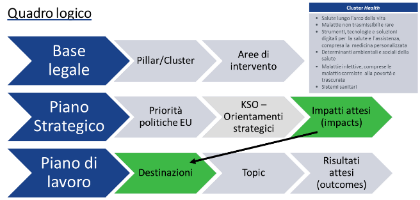 Quadro logico
Cluster Health
Salute lungo l'arco della vita
Malattie non trasmissibili e rare
Strumenti, tecnologie e soluzioni
digitali per la salute e l'assistenza,
compresa la medicina personalizzata
Determinanti ambientali e sociali della
salute
Malattie infettive, comprese le
malattie correlate alla povertà e
trascurate
Sistemi sanitari
Base
legale
Pillar/Cluster
Aree di
intervento
Piano
Strategico
Priorità
politiche EU
KSO –
Orientamenti
strategici
Impatti attesi
(impacts)
Piano di
lavoro
Destinazioni
Topic
Risultati
attesi
(outcomes)